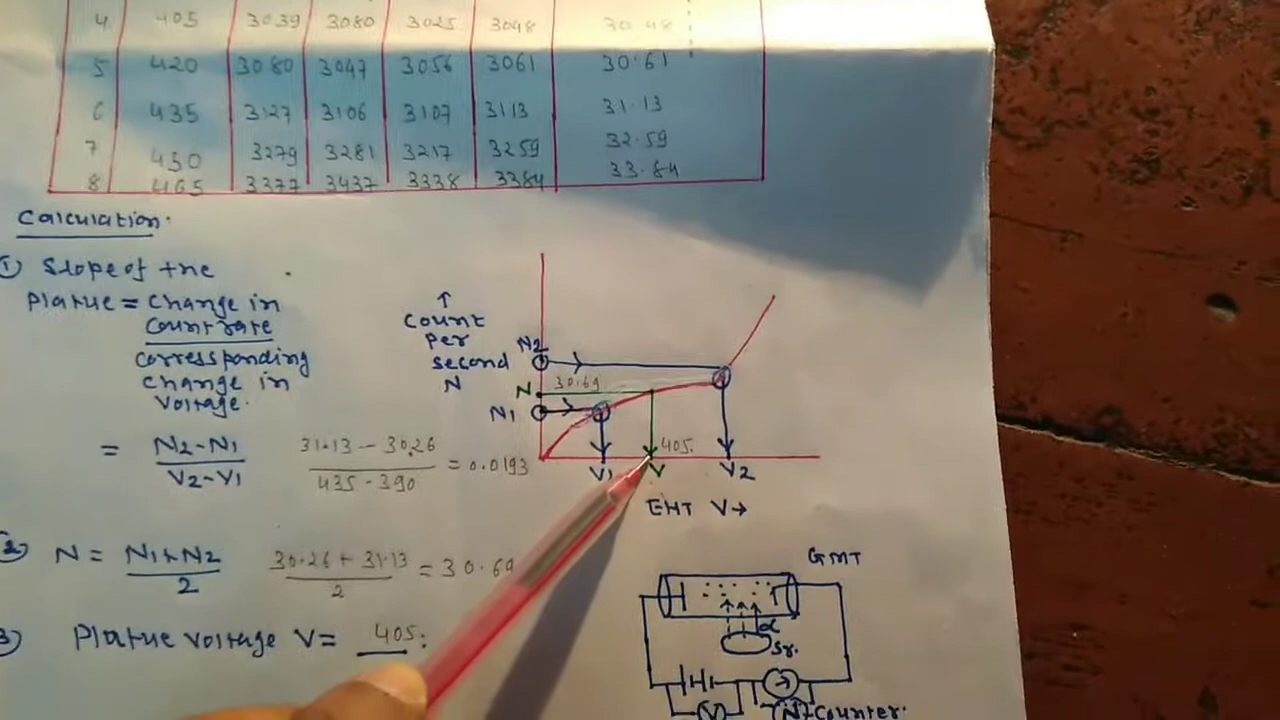 4 405 3039 3080 3025 3048 30.48
5 420 3080 3047 3056 3061 30.61
6 435 3127 3106 3107 3113 31.13
7 450 3279 3281 3217 3259 32.59
8 465 3377 3437 3338 3384 33.84
Calculation.
① Slope of the
Platue = Change in
Count rate
corresponding
change in
voltage.
= N2-N1 / V2-V1 31.13 - 30.26 / 435 - 390 = 0.0193
② N = N1+N2 / 2 30.26 + 31.13 / 2 = 30.69
3) Platue voltage V = 405.
↑
Count
per
second
N
N2
N 30.69
N1
405.
V1 V V2
EHT V→
GMT
α
Sr.
V N Counter.